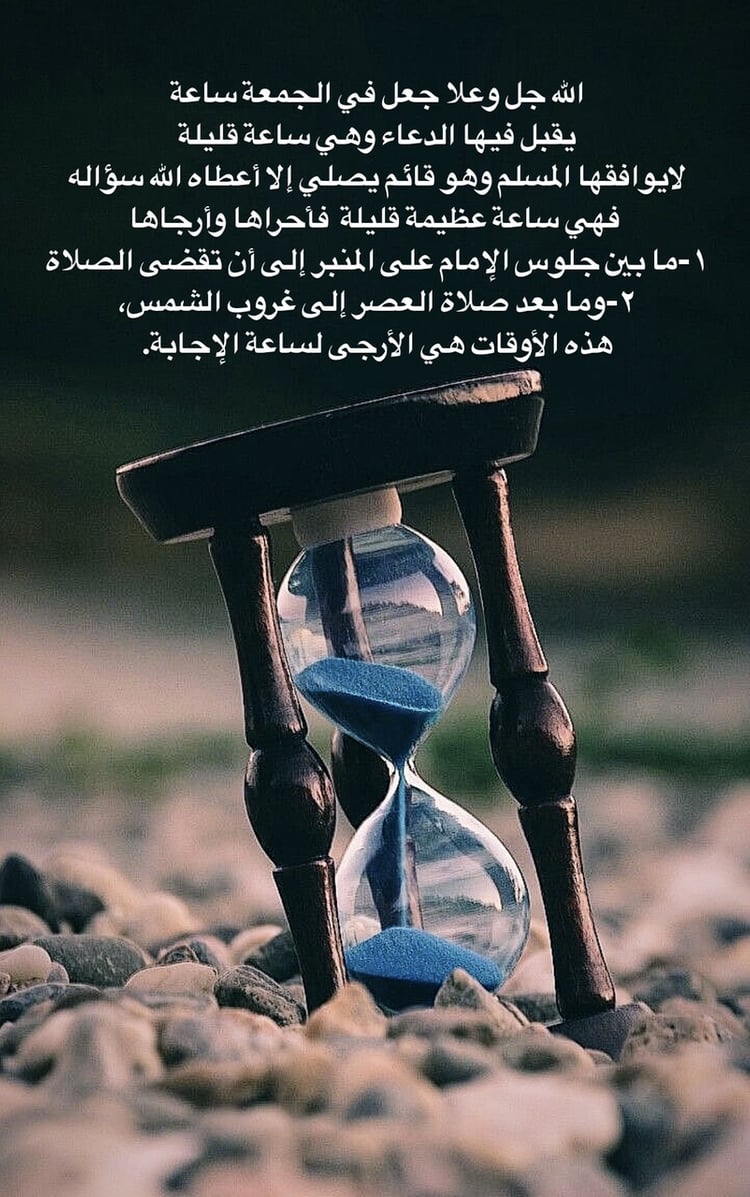 الله جل وعلا جعل في الجمعة ساعة
يقبل فيها الدعاء وهي ساعة قليلة
لايوافقها المسلم وهو قائم يصلي إلا أعطاه الله سؤاله
فهي ساعة عظيمة قليلة فأحراها وأرجاها
١-ما بين جلوس الإمام على المنبر إلى أن تقضى الصلاة
٢-وما بعد صلاة العصر إلى غروب الشمس،
هذه الأوقات هي الأرجى لساعة الإجابة.